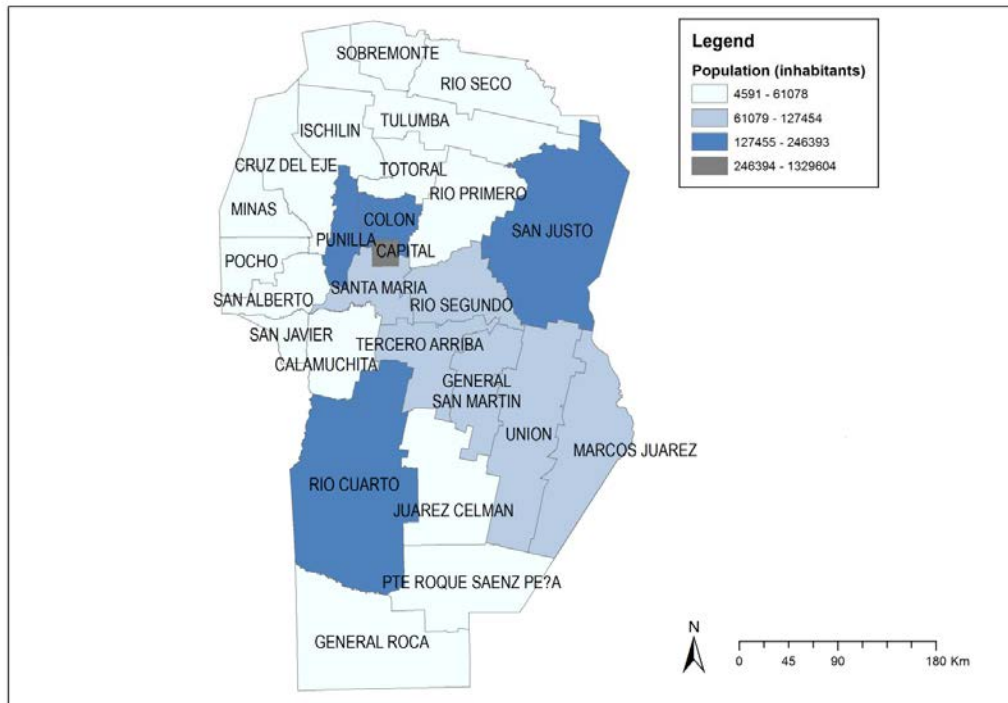 SOBREMONTE
RIO SECO
TULUMBA
ISCHILIN
TOTORAL
CRUZ DEL EJE
RIO PRIMERO
MINAS
COLON
SAN JUSTO
PUNILLA
CAPITAL
POCHO
SANTA MARIA
SAN ALBERTO
RIO SEGUNDO
SAN JAVIER
TERCERO ARRIBA
CALAMUCHITA
GENERAL
SAN MARTIN
UNION
MARCOS JUAREZ
RIO CUARTO
JUAREZ CELMAN
PTE ROQUE SAENZ PE?A
GENERAL ROCA
Legend
Population (inhabitants)
4591 - 61078
61079 - 127454
127455 - 246393
246394 - 1329604
N
0 45 90 180 Km